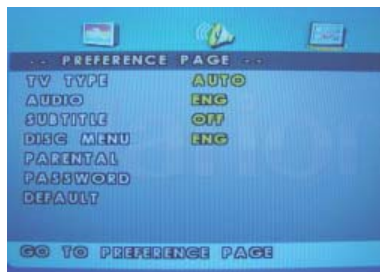 -- PREFERENCE PAGE --
TV TYPE AUTO
AUDIO ENG
SUBTITLE OFF
DISC MENU ENG
PARENTAL
PASSWORD
DEFAULT
GO TO PREFERENCE PAGE